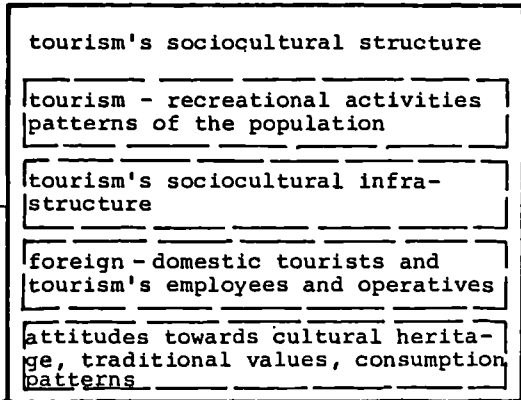 tourism's sociocultural structure
tourism - recreational activities
patterns of the population
tourism's sociocultural infra-
structure
foreign - domestic tourists and
tourism's employees and operatives
attitudes towards cultural herita-
ge, traditional values, consumption
patterns